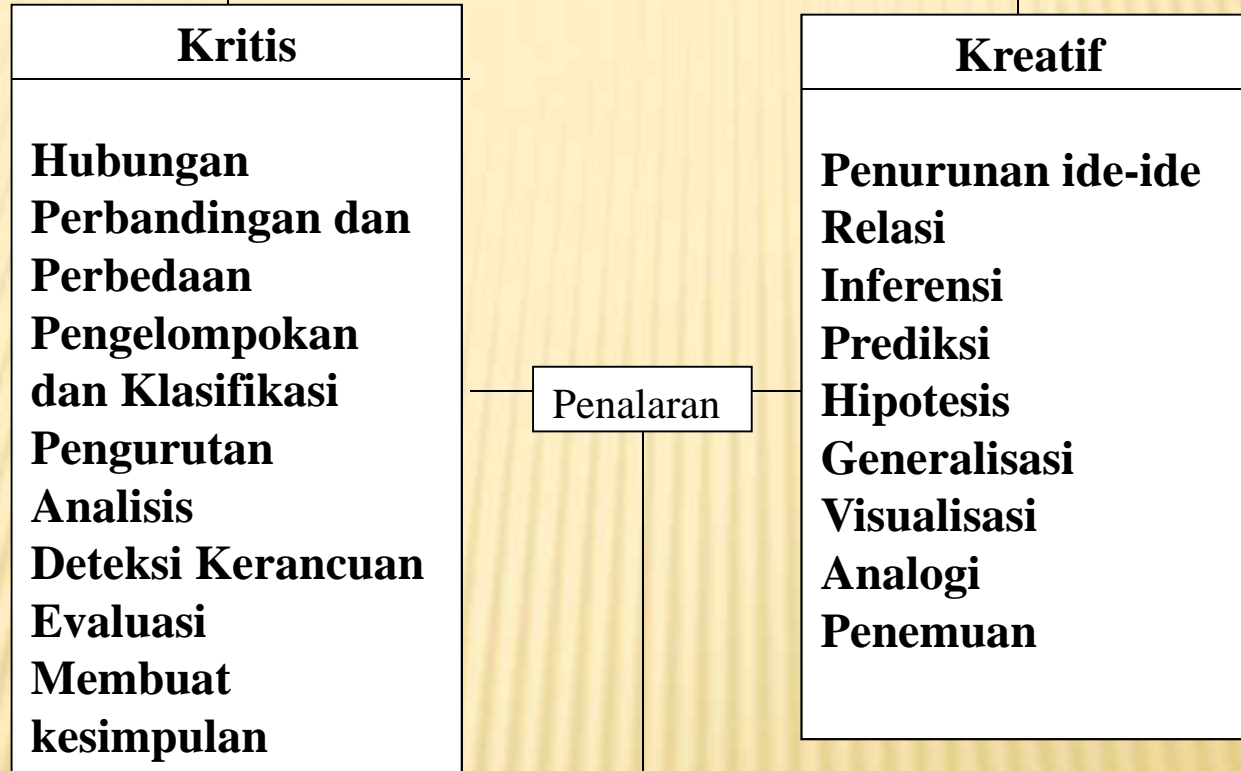 Kritis
Hubungan
Perbandingan dan
Perbedaan
Pengelompokan
dan Klasifikasi
Pengurutan
Analisis
Deteksi Kerancuan
Evaluasi
Membuat
kesimpulan
Penalaran
Kreatif
Penurunan ide-ide
Relasi
Inferensi
Prediksi
Hipotesis
Generalisasi
Visualisasi
Analogi
Penemuan